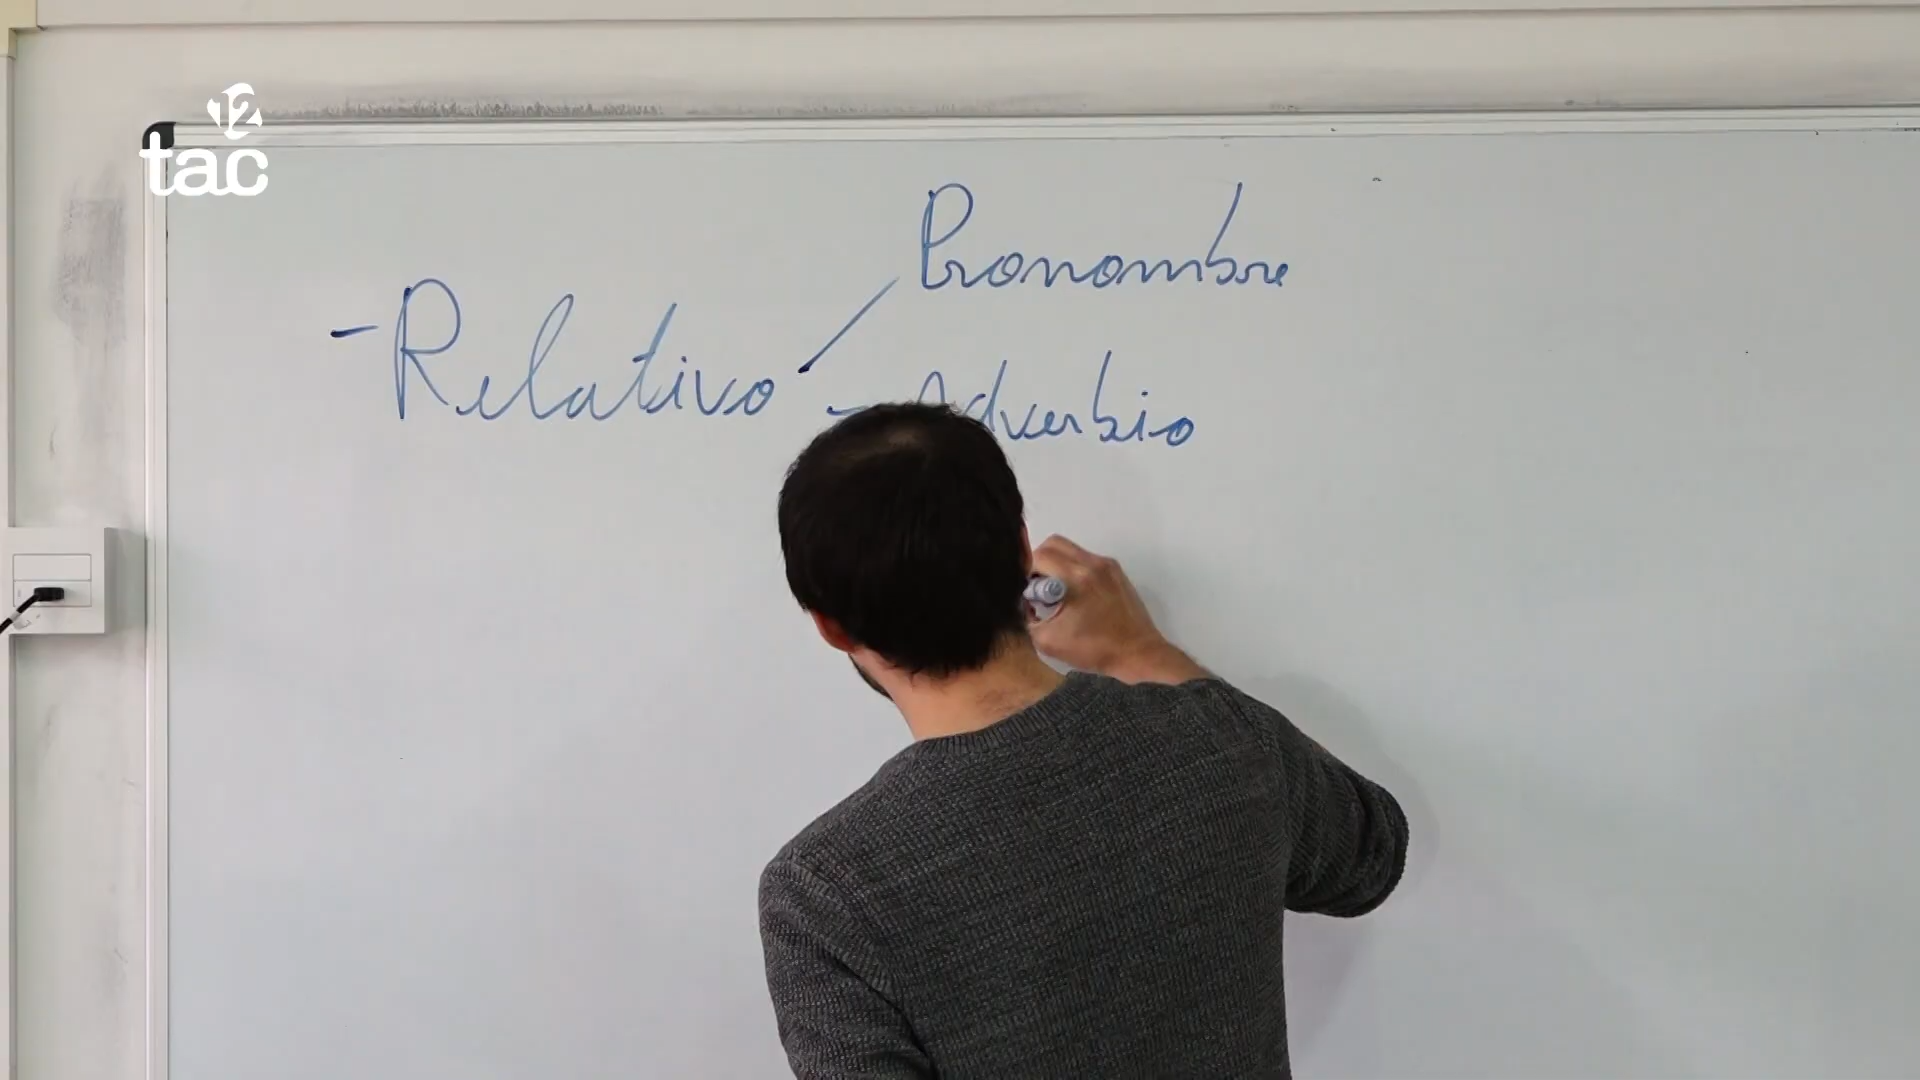 12
tac
Pronombre
- Relativo
- Adverbio